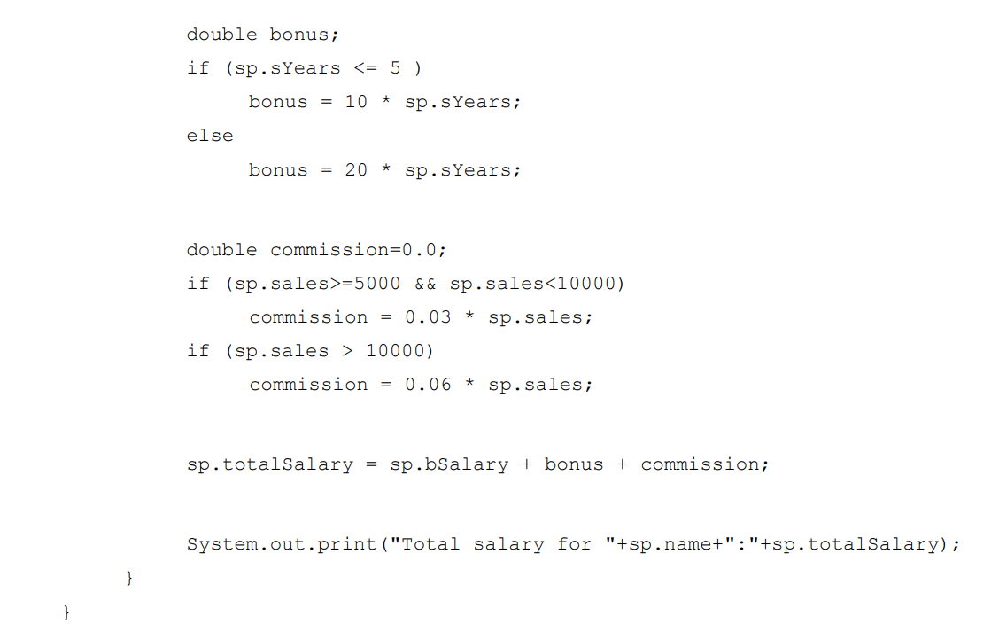 double bonus;
if (sp.sYears <= 5 )
bonus = 10 * sp.sYears;
else
bonus = 20 * sp.sYears;
double commission=0.0;
if (sp.sales>=5000 && sp.sales<10000)
commission = 0.03 * sp.sales;
if (sp.sales > 10000)
commission = 0.06 * sp.sales;
sp.totalSalary = sp.bSalary + bonus + commission;
System.out.print("Total salary for "+sp.name+":"+sp.totalSalary);
}
}